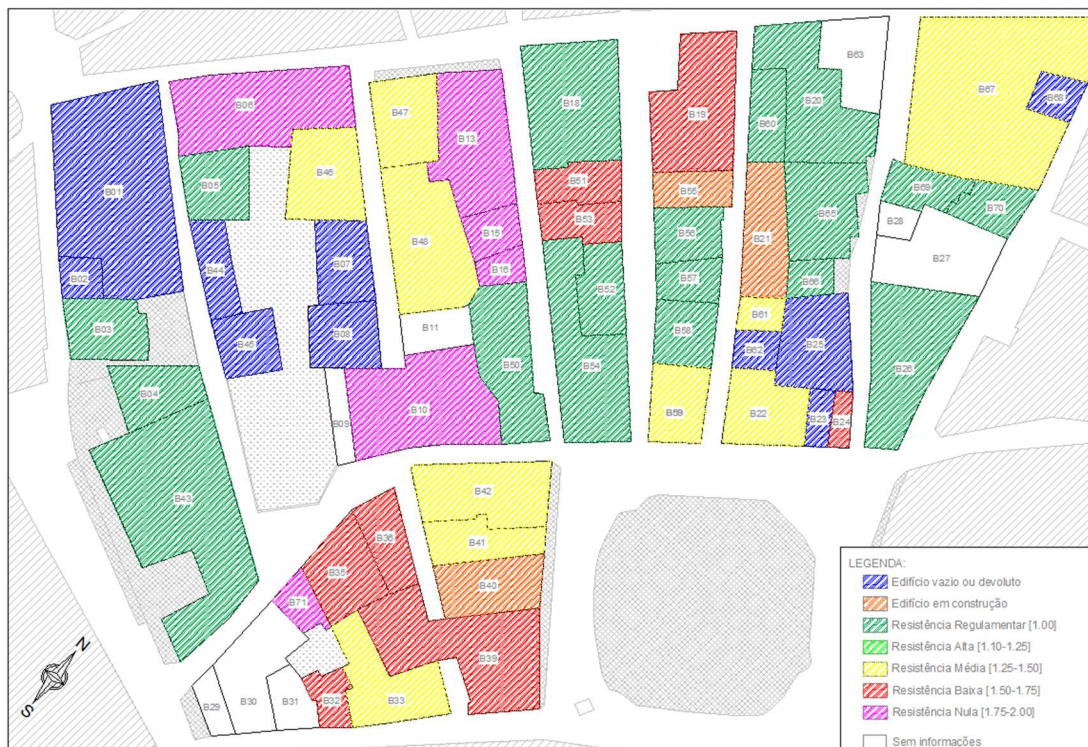 B63
B67
B68
B06
B47
B13
B18
B19
B60
B20
B01
B05
B46
B51
B55
B69
B70
B15
B53
B56
B21
B65
B28
B02
B44
B07
B48
B16
B52
B57
B66
B27
B03
B45
B08
B11
B50
B54
B58
B61
B62
B25
B26
B04
B09
B10
B59
B22
B23
B24
B43
B42
B41
B36
B35
B40
B71
B39
B29
B30
B31
B32
B33
N
S
LEGENDA:
Edifício vazio ou devoluto
Edifício em construção
Resistência Regulamentar [1.00]
Resistência Alta [1.10-1.25]
Resistência Média [1.25-1.50]
Resistência Baixa [1.50-1.75]
Resistência Nula [1.75-2.00]
Sem informações